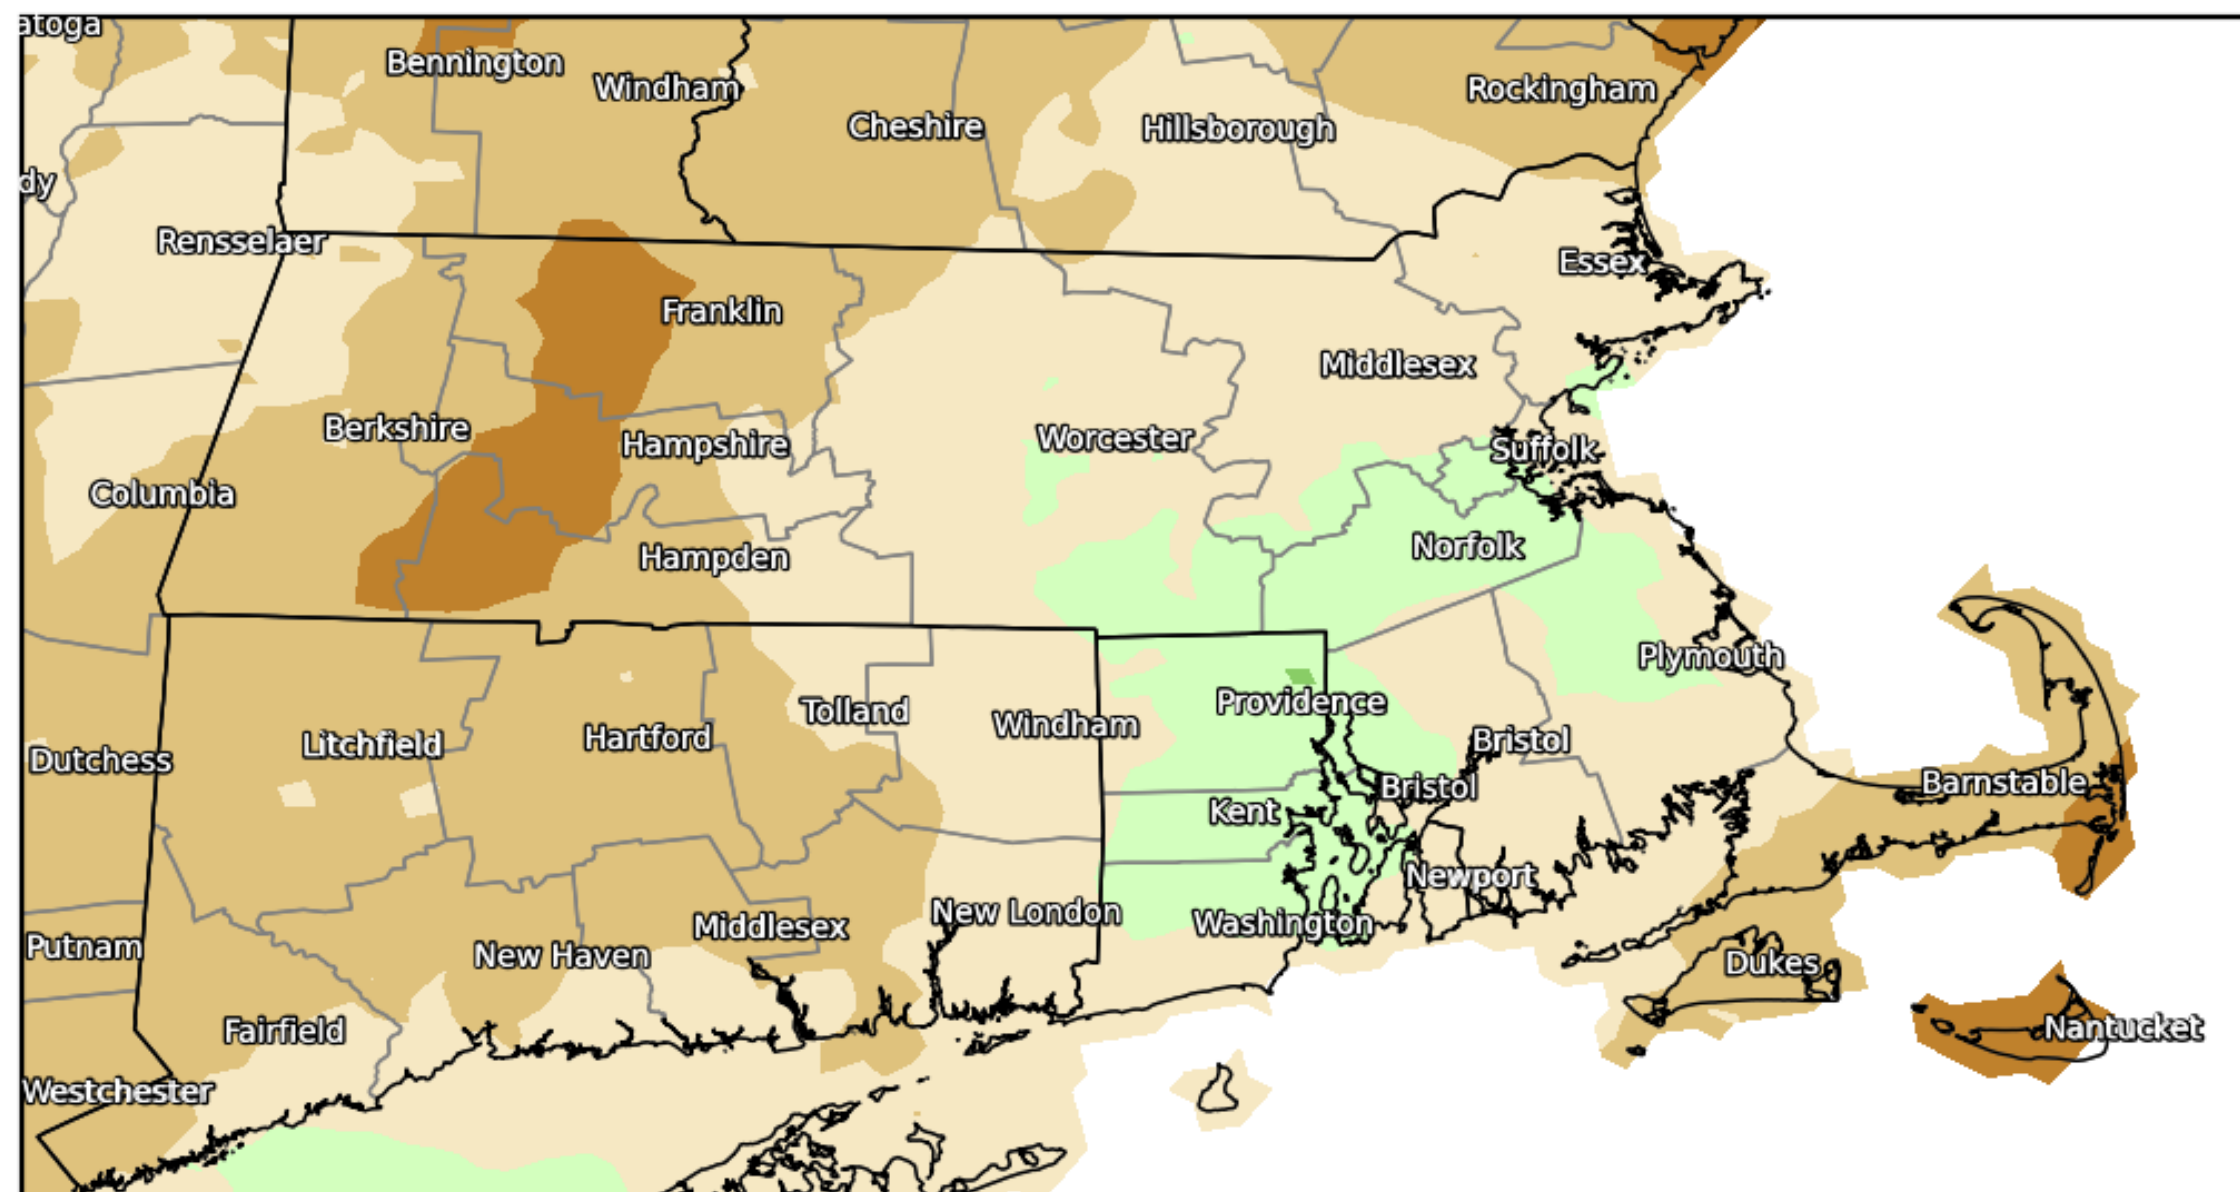 atoga
Bennington
Windham
Rockingham
Cheshire
Hillsborough
dy
Rensselaer
Essex
Franklin
Middlesex
Berkshire
Hampshire
Worcester
Suffolk
Columbia
Norfolk
Hampden
Plymouth
Providence
Tolland
Windham
Hartford
Litchfield
Bristol
Dutchess
Barnstable
Bristol
Kent
Newport
New London
Washington
Middlesex
Putnam
New Haven
Dukes
Fairfield
Nantucket
Westchester